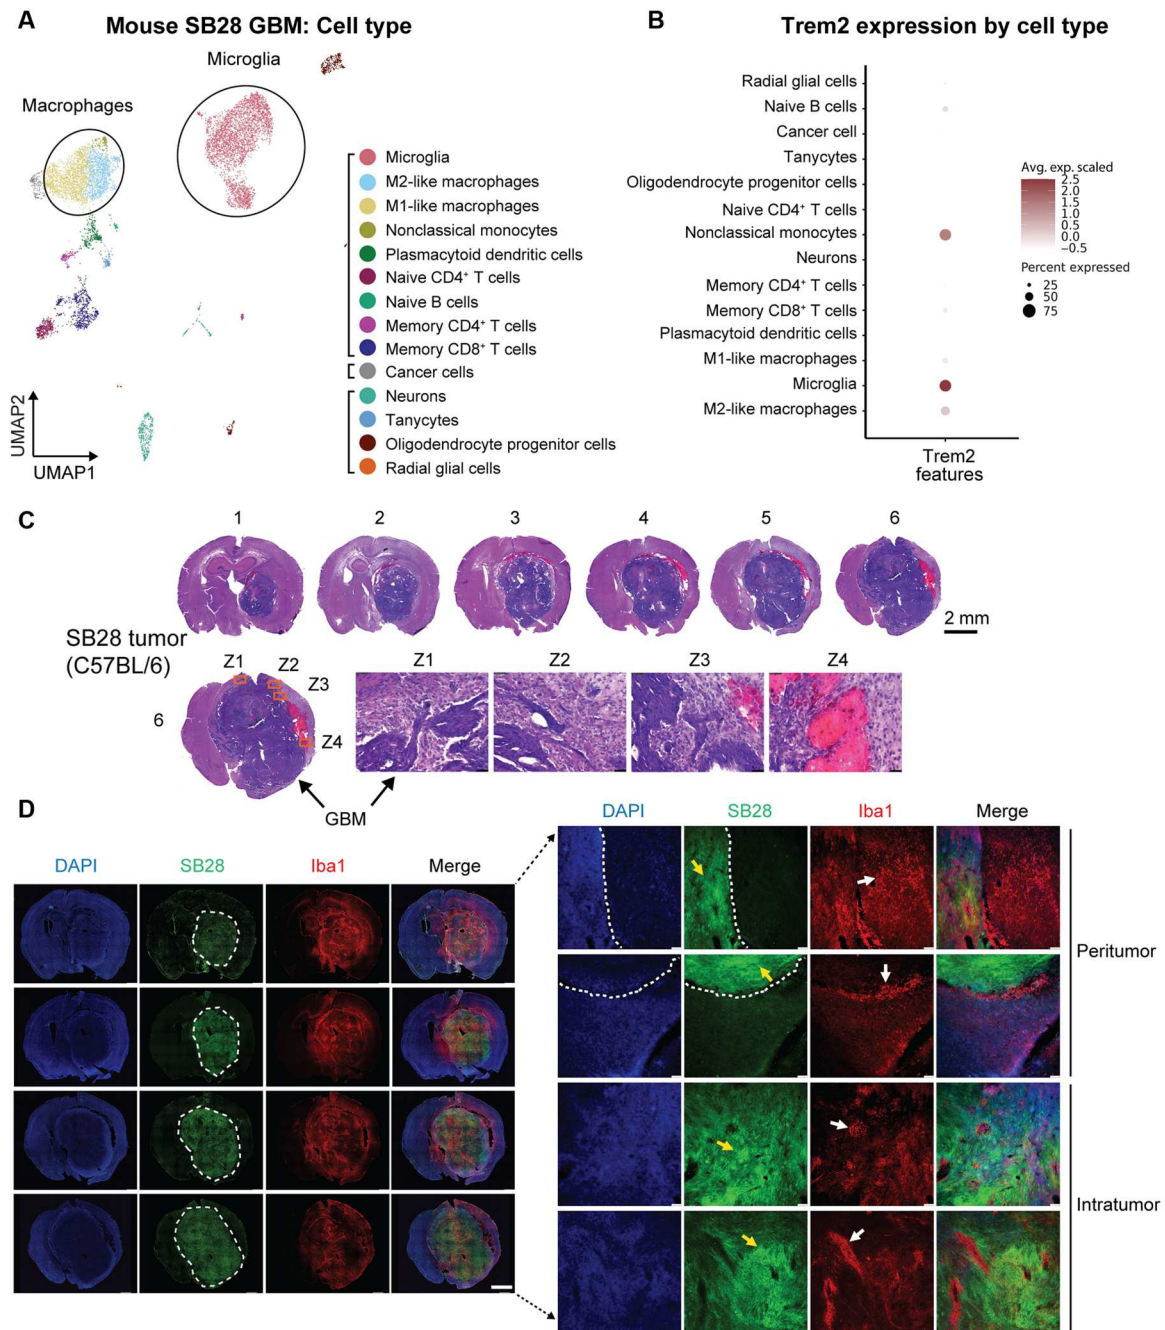 A
Mouse SB28 GBM: Cell type
Microglia
Macrophages
Microglia
M2-like macrophages
M1-like macrophages
Nonclassical monocytes
Plasmacytoid dendritic cells
Naive CD4⁺ T cells
Naive B cells
Memory CD4⁺ T cells
Memory CD8⁺ T cells
Cancer cells
Neurons
Tanycytes
Oligodendrocyte progenitor cells
Radial glial cells
UMAP2
UMAP1
B
Trem2 expression by cell type
Radial glial cells
Naive B cells
Cancer cell
Tanycytes
Oligodendrocyte progenitor cells
Naive CD4⁺ T cells
Nonclassical monocytes
Neurons
Memory CD4⁺ T cells
Memory CD8⁺ T cells
Plasmacytoid dendritic cells
M1-like macrophages
Microglia
M2-like macrophages
Trem2
features
Avg. exp. scaled
2.5
2.0
1.5
1.0
0.5
0.0
−0.5
Percent expressed
25
50
75
C
1 2 3 4 5 6
2 mm
SB28 tumor
(C57BL/6)
6
Z1
Z2
Z3
Z4
Z1 Z2 Z3 Z4
GBM
D
DAPI SB28 Iba1 Merge
DAPI SB28 Iba1 Merge
Peritumor
Intratumor